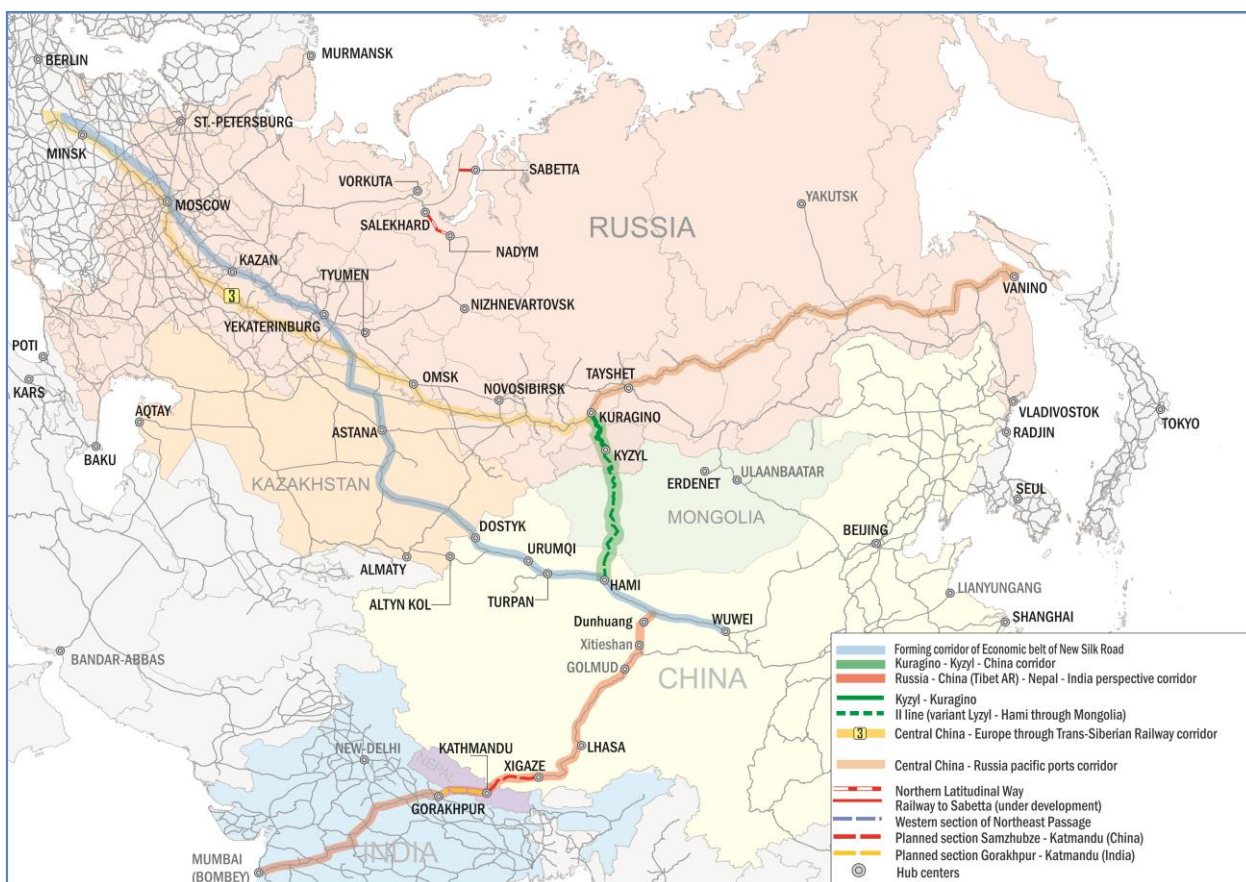 BERLIN
MURMANSK
ST.-PETERSBURG
MINSK
SABETTA
VORKUTA
MOSCOW
RUSSIA
YAKUTSK
SALEKHARD
NADYM
KAZAN
TYUMEN
VANINO
3
NIZHNEVARTOVSK
YEKATERINBURG
POTI
OMSK
NOVOSIBIRSK
TAYSHET
KARS
AQTAY
KURAGINO
VLADIVOSTOK
TOKYO
ASTANA
RADJIN
BAKU
KYZYL
ULAANBAATAR
ERDENET
KAZAKHSTAN
SEUL
MONGOLIA
DOSTYK
BEIJING
URUMQI
ALMATY
HAMI
LIANYUNGANG
ALTYN KOL
TURPAN
SHANGHAI
Dunhuang
WUWEI
Xitieshan
BANDAR-ABBAS
GOLMUD
CHINA
NEW-DELHI
KATHMANDU
LHASA
NEPAL
XIGAZE
GORAKHPUR
INDIA
MUMBAI
(BOMBEY)
Forming corridor of Economic belt of New Silk Road
Kuragino - Kyzyl - China corridor
Russia - China (Tibet AR) - Nepal - India perspective corridor
Kyzyl - Kuragino
II line (variant Lyzyl - Hami through Mongolia)
3 Central China - Europe through Trans-Siberian Railway corridor
Central China - Russia pacific ports corridor
Northern Latitudinal Way
Railway to Sabetta (under development)
Western section of Northeast Passage
Planned section Samzhubze - Katmandu (China)
Planned section Gorakhpur - Katmandu (India)
Hub centers